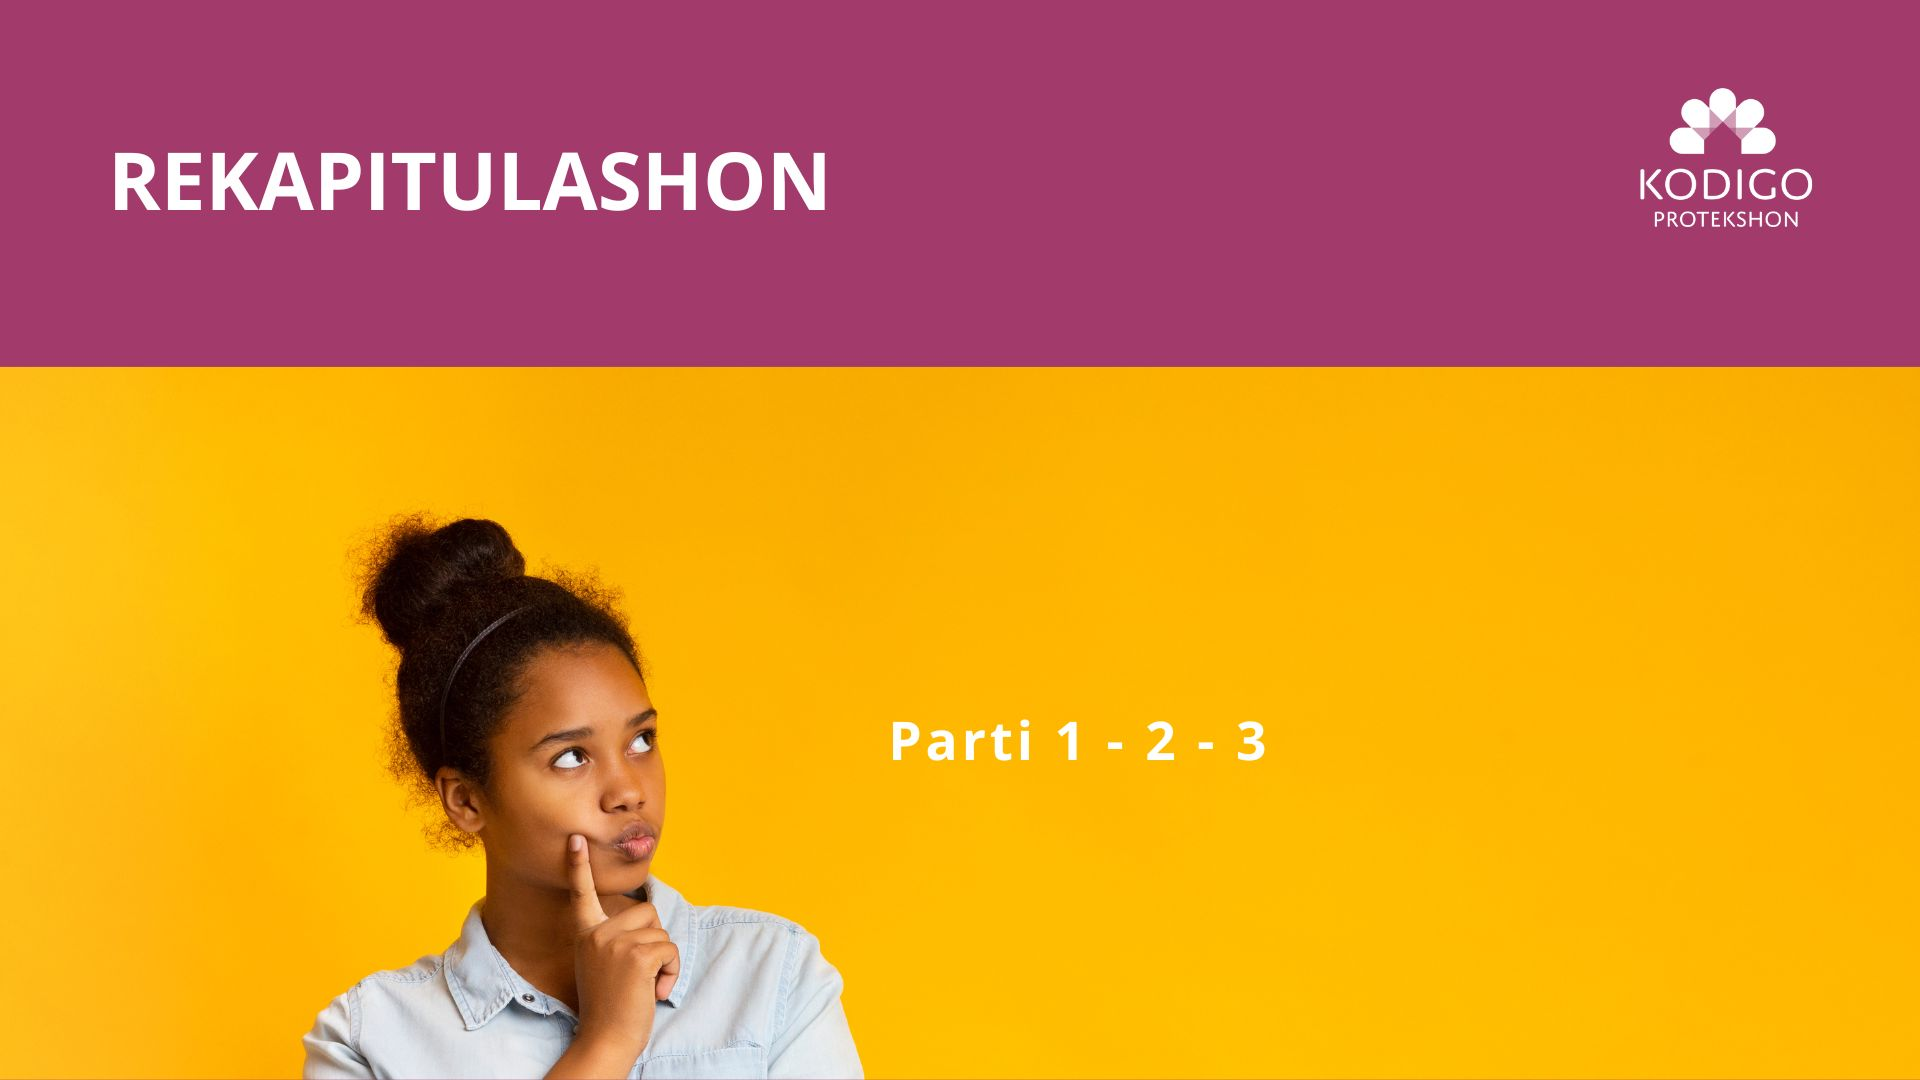 REKAPITULASHON
KODIGO
PROTEKSHON
Parti 1 - 2 - 3